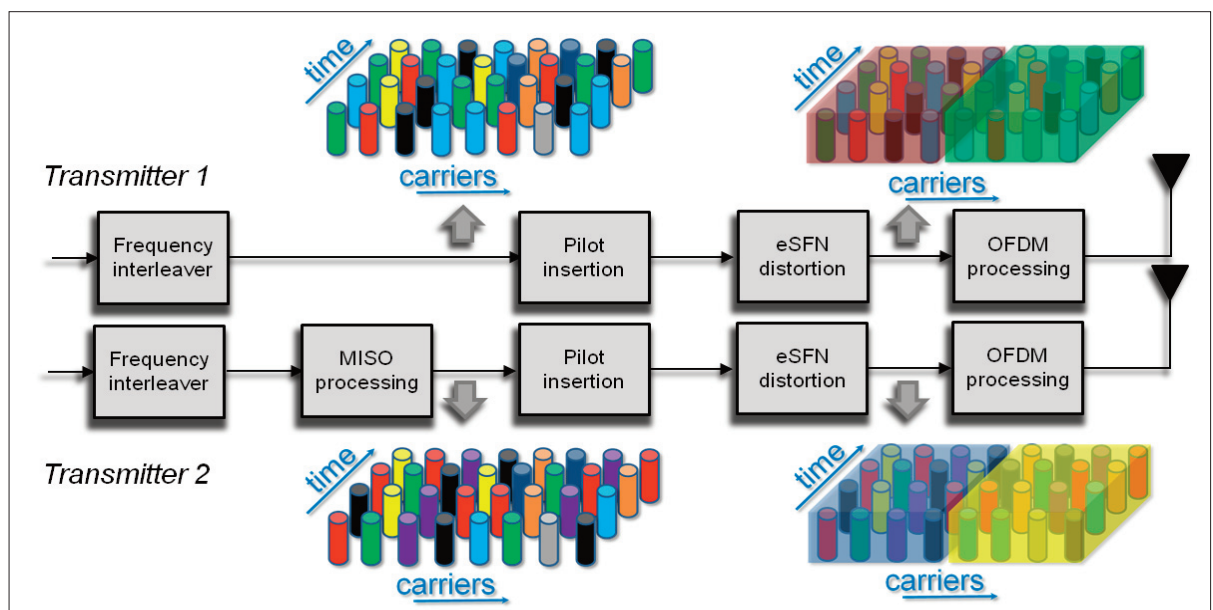 time
time
carriers
carriers
Transmitter 1
Frequency
interleaver
Pilot
insertion
eSFN
distortion
OFDM
processing
Frequency
interleaver
MISO
processing
Pilot
insertion
eSFN
distortion
OFDM
processing
Transmitter 2
time
time
carriers
carriers